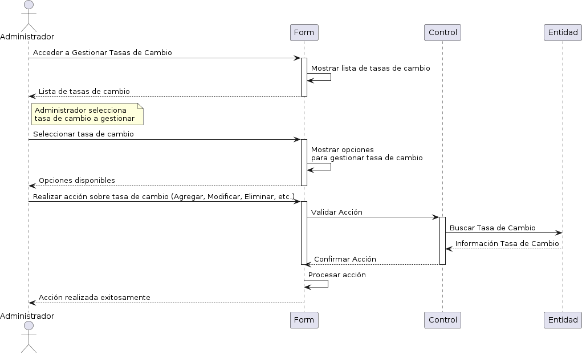 Administrador
Form
Control
Entidad
Acceder a Gestionar Tasas de Cambio
Mostrar lista de tasas de cambio
Lista de tasas de cambio
Administrador selecciona
tasa de cambio a gestionar
Seleccionar tasa de cambio
Mostrar opciones
para gestionar tasa de cambio
Opciones disponibles
Realizar acción sobre tasa de cambio (Agregar, Modificar, Eliminar, etc.)
Validar Acción
Buscar Tasa de Cambio
Información Tasa de Cambio
Confirmar Acción
Procesar acción
Acción realizada exitosamente
Administrador
Form
Control
Entidad